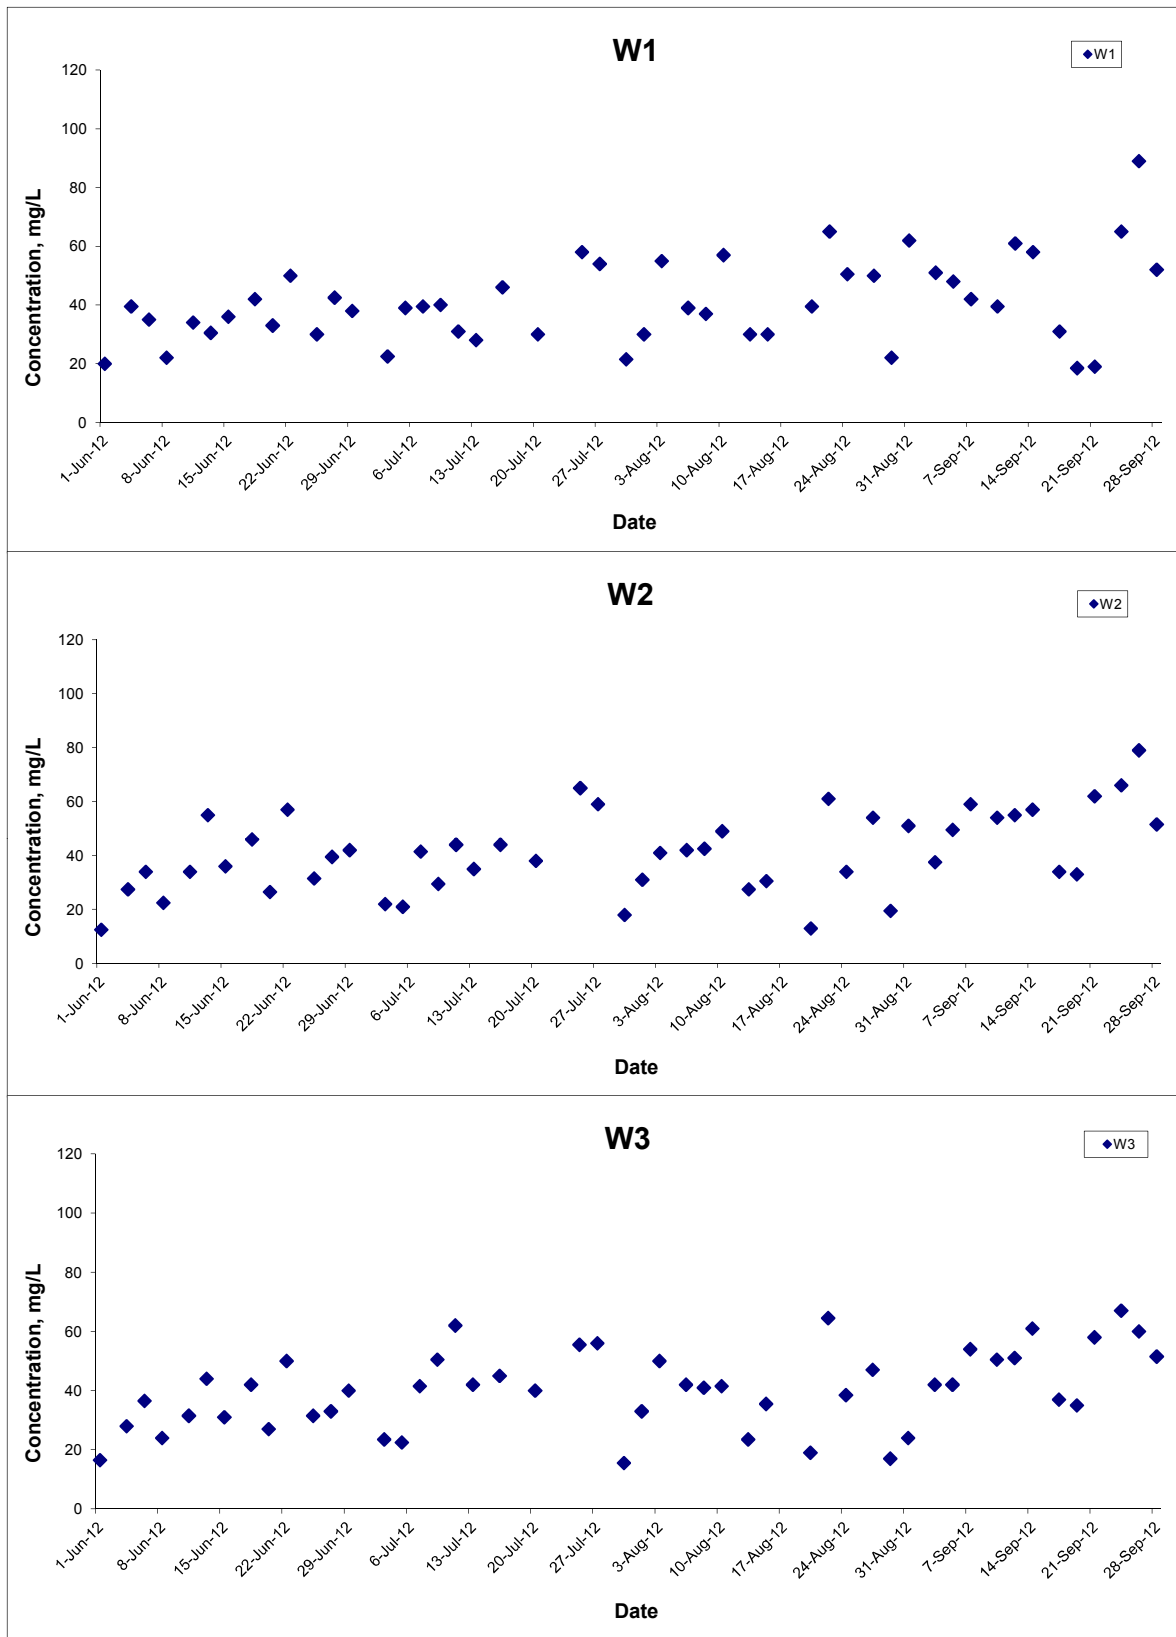 W1
W1
120
100
80
60
40
20
0
Concentration, mg/L
1-Jun-12
8-Jun-12
15-Jun-12
22-Jun-12
29-Jun-12
6-Jul-12
13-Jul-12
20-Jul-12
27-Jul-12
3-Aug-12
10-Aug-12
17-Aug-12
24-Aug-12
31-Aug-12
7-Sep-12
14-Sep-12
21-Sep-12
28-Sep-12
Date
W2
W2
120
100
80
60
40
20
0
Concentration, mg/L
1-Jun-12
8-Jun-12
15-Jun-12
22-Jun-12
29-Jun-12
6-Jul-12
13-Jul-12
20-Jul-12
27-Jul-12
3-Aug-12
10-Aug-12
17-Aug-12
24-Aug-12
31-Aug-12
7-Sep-12
14-Sep-12
21-Sep-12
28-Sep-12
Date
W3
W3
120
100
80
60
40
20
0
Concentration, mg/L
1-Jun-12
8-Jun-12
15-Jun-12
22-Jun-12
29-Jun-12
6-Jul-12
13-Jul-12
20-Jul-12
27-Jul-12
3-Aug-12
10-Aug-12
17-Aug-12
24-Aug-12
31-Aug-12
7-Sep-12
14-Sep-12
21-Sep-12
28-Sep-12
Date